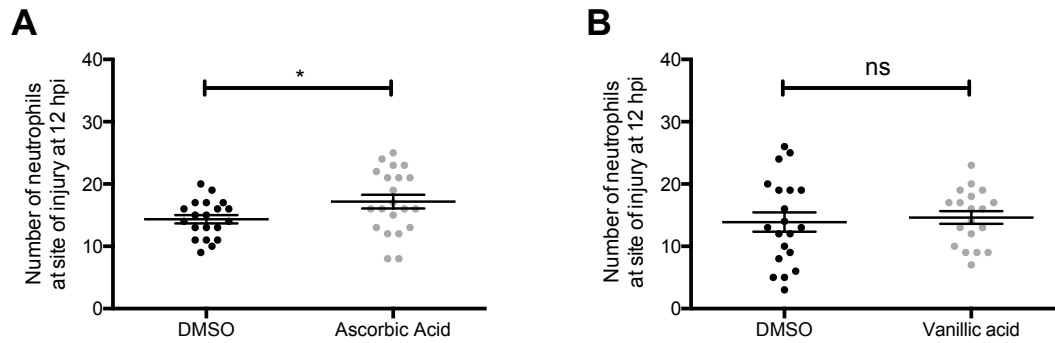 A
Number of neutrophils
at site of injury at 12 hpi
40
30
20
10
0
*
DMSO
Ascorbic Acid
B
Number of neutrophils
at site of injury at 12 hpi
40
30
20
10
0
ns
DMSO
Vanillic acid